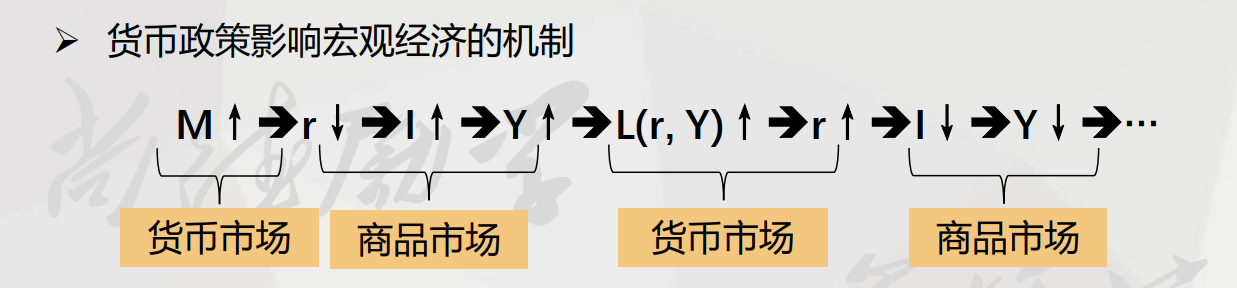 ➢ 货币政策影响宏观经济的机制
M ↑ ➔ r ↓ ➔ I ↑ ➔ Y ↑ ➔ L(r, Y) ↑ ➔ r ↑ ➔ I ↓ ➔ Y ↓ ➔ ···
货币市场 商品市场 货币市场 商品市场